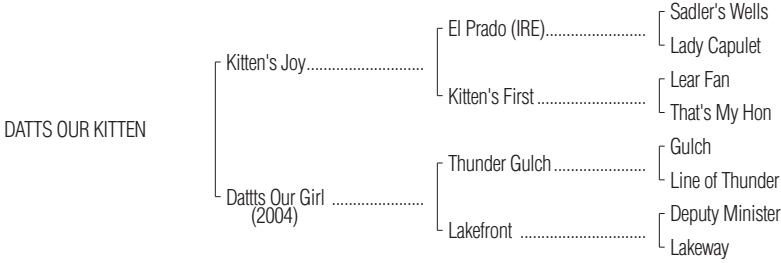 Sadler's Wells
El Prado (IRE)........................
Lady Capulet
Kitten's Joy............................
Lear Fan
Kitten's First ..........................
That's My Hon
DATTS OUR KITTEN
Gulch
Thunder Gulch......................
Line of Thunder
Dattts Our Girl ......................
(2004)
Deputy Minister
Lakefront ..............................
Lakeway